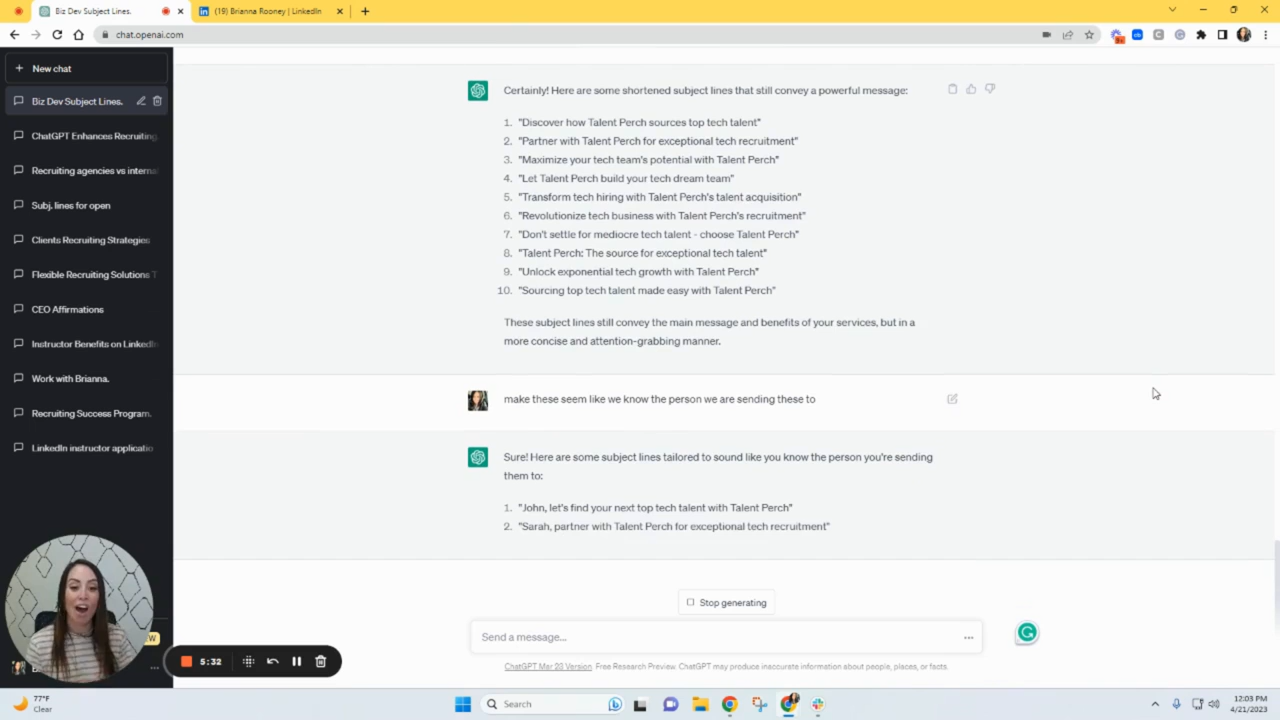 Biz Dev Subject Lines.
(19) Brianna Rooney | LinkedIn
chat.openai.com
New chat
Biz Dev Subject Lines.
ChatGPT Enhances Recruiting
Recruiting agencies vs interna
Subj. lines for open
Clients Recruiting Strategies
Flexible Recruiting Solutions T
CEO Affirmations
Instructor Benefits on LinkedIn
Work with Brianna.
Recruiting Success Program.
LinkedIn instructor applicatio
Certainly! Here are some shortened subject lines that still convey a powerful message:
1. "Discover how Talent Perch sources top tech talent"
2. "Partner with Talent Perch for exceptional tech recruitment"
3. "Maximize your tech team's potential with Talent Perch"
4. "Let Talent Perch build your tech dream team"
5. "Transform tech hiring with Talent Perch's talent acquisition"
6. "Revolutionize tech business with Talent Perch's recruitment"
7. "Don't settle for mediocre tech talent - choose Talent Perch"
8. "Talent Perch: The source for exceptional tech talent"
9. "Unlock exponential tech growth with Talent Perch"
10. "Sourcing top tech talent made easy with Talent Perch"
These subject lines still convey the main message and benefits of your services, but in a
more concise and attention-grabbing manner.
make these seem like we know the person we are sending these to
Sure! Here are some subject lines tailored to sound like you know the person you're sending
them to:
1. "John, let's find your next top tech talent with Talent Perch"
2. "Sarah, partner with Talent Perch for exceptional tech recruitment"
Stop generating
Send a message...
ChatGPT Mar 23 Version. Free Research Preview. ChatGPT may produce inaccurate information about people, places, or facts.
5:32
77°F
Clear
Search
12:03 PM
4/21/2023